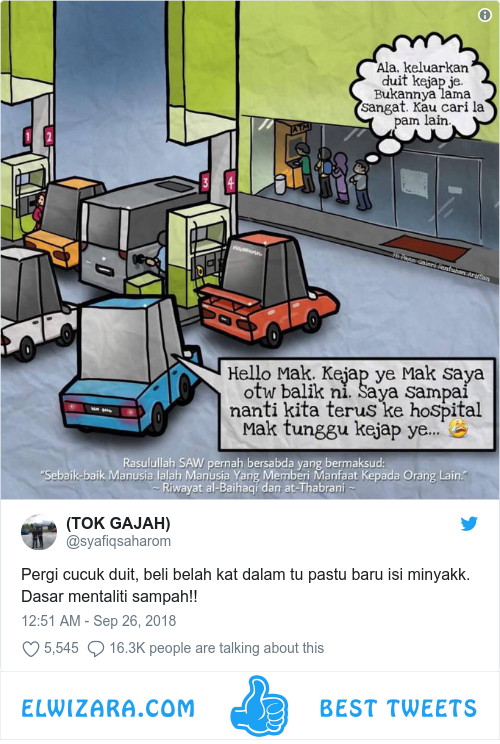 Ala, keluarkan
duit kejap je.
Bukannya lama
sangat. Kau cari la
pam lain.
ATM
1 2
3 4
Hello Mak. Kejap ye Mak saya
otw balik ni. Saya sampai
nanti kita terus ke hospital
Mak tunggu kejap ye...
Rasulullah SAW pernah bersabda yang bermaksud:
"Sebaik-baik Manusia Ialah Manusia Yang Memberi Manfaat Kepada Orang Lain."
~ Riwayat al-Baihaqi dan at-Thabrani ~
(TOK GAJAH)
@syafiqsaharom
Pergi cucuk duit, beli belah kat dalam tu pastu baru isi minyakk.
Dasar mentaliti sampah!!
12:51 AM - Sep 26, 2018
5,545 16.3K people are talking about this
ELWIZARA.COM BEST TWEETS